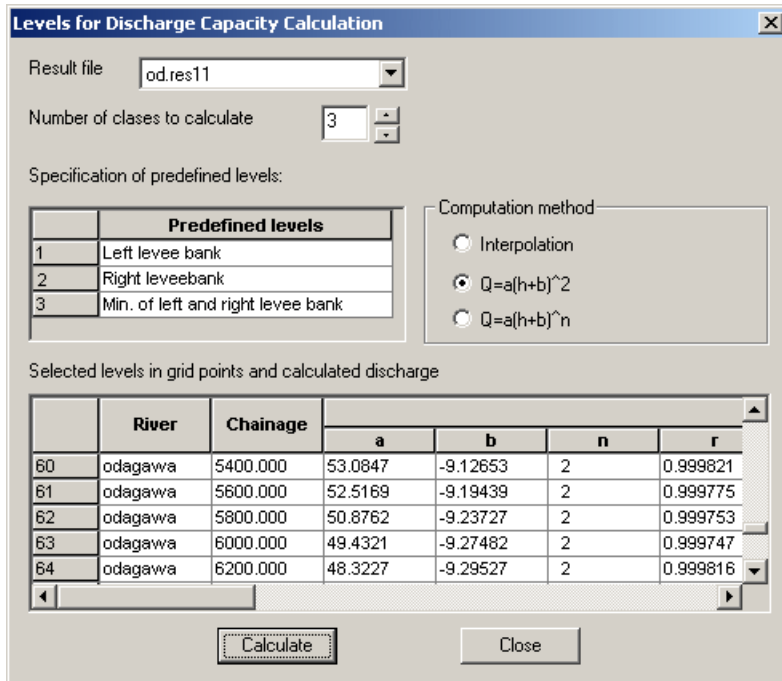 Levels for Discharge Capacity Calculation
Result file od.res11
Number of clases to calculate 3
Specification of predefined levels:
Predefined levels
1 Left levee bank
2 Right leveebank
3 Min. of left and right levee bank
Computation method
Interpolation
Q=a(h+b)^2
Q=a(h+b)^n
Selected levels in grid points and calculated discharge
River Chainage a b n r
60 odagawa 5400.000 53.0847 -9.12653 2 0.999821
61 odagawa 5600.000 52.5169 -9.19439 2 0.999775
62 odagawa 5800.000 50.8762 -9.23727 2 0.999753
63 odagawa 6000.000 49.4321 -9.27482 2 0.999747
64 odagawa 6200.000 48.3227 -9.29527 2 0.999816
Calculate Close